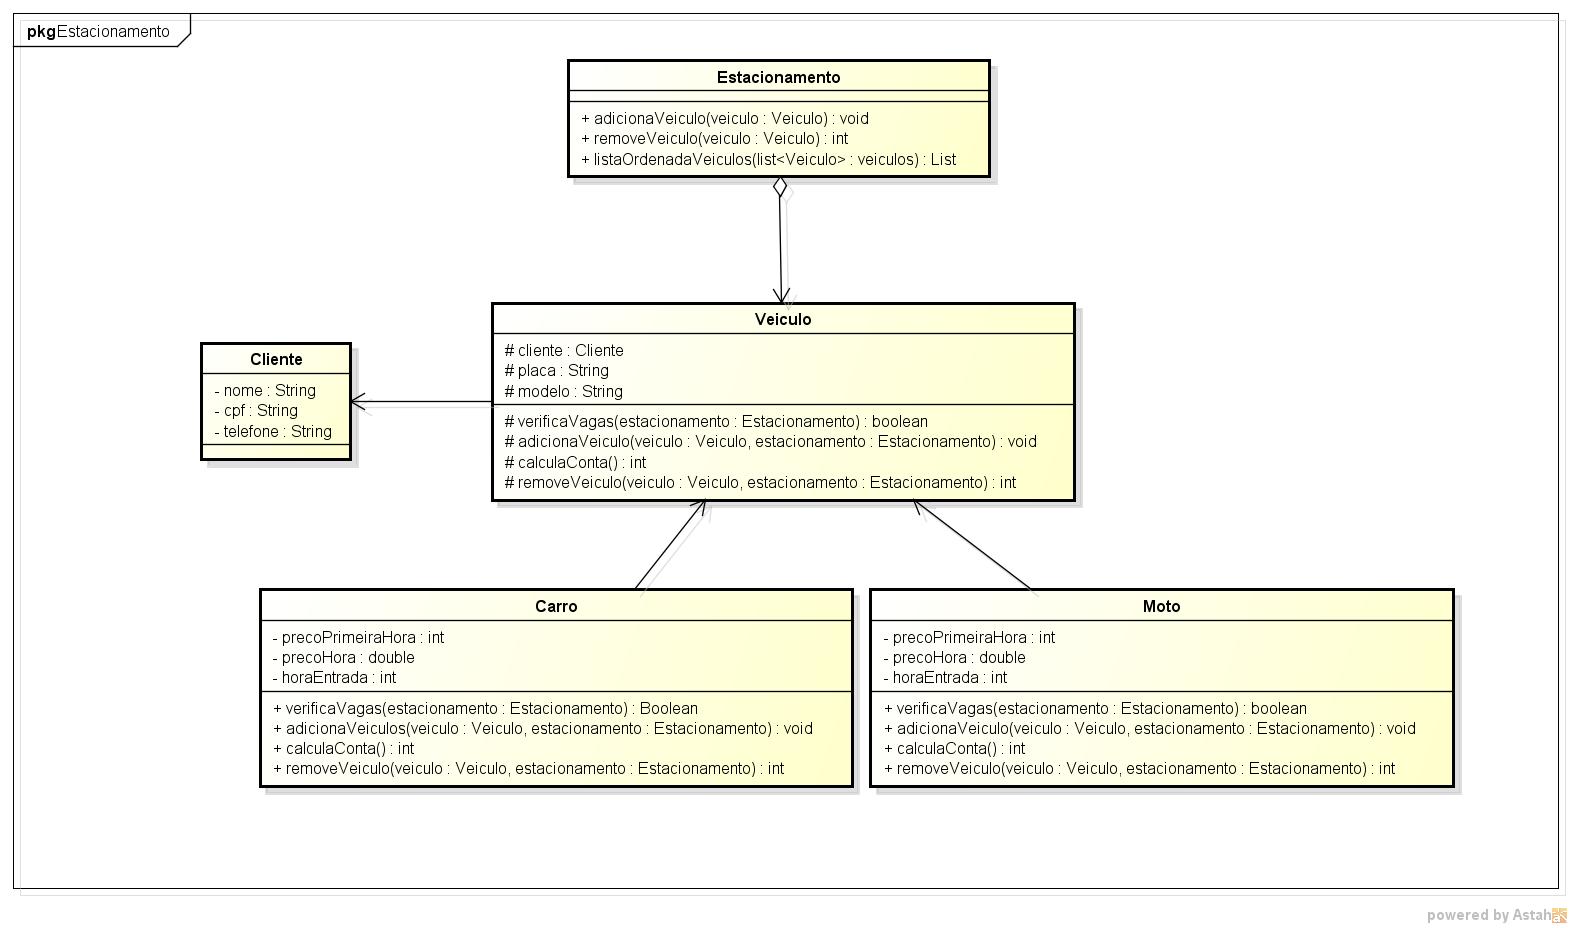 pkgEstacionamento
Estacionamento
+ adicionaVeiculo(veiculo : Veiculo) : void
+ removeVeiculo(veiculo : Veiculo) : int
+ listaOrdenadaVeiculos(list<Veiculo> : veiculos) : List
Veiculo
# cliente : Cliente
# placa : String
# modelo : String
# verificaVagas(estacionamento : Estacionamento) : boolean
# adicionaVeiculo(veiculo : Veiculo, estacionamento : Estacionamento) : void
# calculaConta() : int
# removeVeiculo(veiculo : Veiculo, estacionamento : Estacionamento) : int
Cliente
- nome : String
- cpf : String
- telefone : String
Carro
- precoPrimeiraHora : int
- precoHora : double
- horaEntrada : int
+ verificaVagas(estacionamento : Estacionamento) : Boolean
+ adicionaVeiculos(veiculo : Veiculo, estacionamento : Estacionamento) : void
+ calculaConta() : int
+ removeVeiculo(veiculo : Veiculo, estacionamento : Estacionamento) : int
Moto
- precoPrimeiraHora : int
- precoHora : double
- horaEntrada : int
+ verificaVagas(estacionamento : Estacionamento) : boolean
+ adicionaVeiculo(veiculo : Veiculo, estacionamento : Estacionamento) : void
+ calculaConta() : int
+ removeVeiculo(veiculo : Veiculo, estacionamento : Estacionamento) : int
powered by Astah